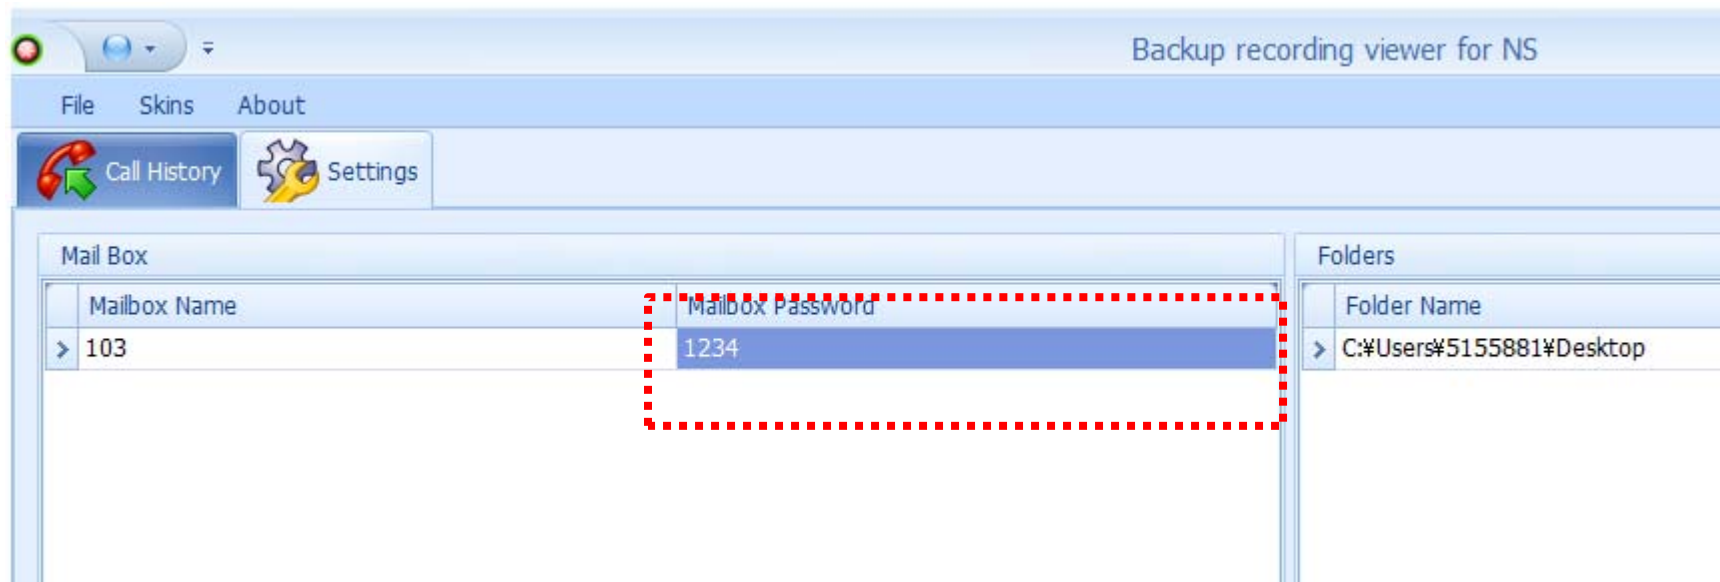 Backup recording viewer for NS
File Skins About
Call History Settings
Mail Box Folders
Mailbox Name Mailbox Password Folder Name
103 1234 C:¥Users¥5155881¥Desktop